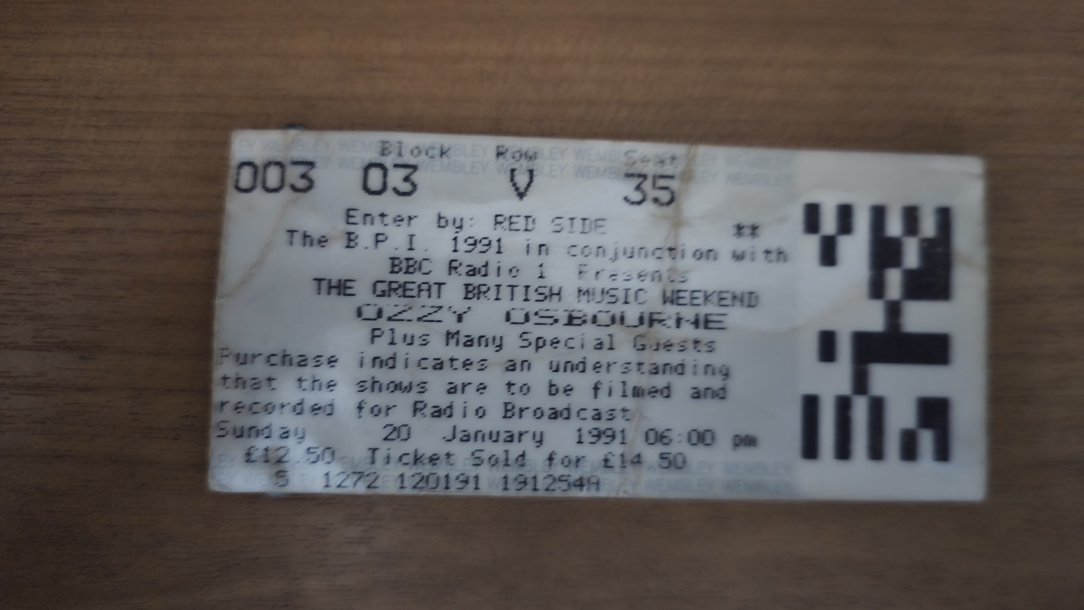 Block Row Seat
003 03 V 35
Enter by: RED SIDE **
The B.P.I. 1991 in conjunction with
BBC Radio 1 Presents
THE GREAT BRITISH MUSIC WEEKEND
OZZY OSBOURNE
Plus Many Special Guests
Purchase indicates an understanding
that the shows are to be filmed and
recorded for Radio Broadcast
Sunday 20 January 1991 06:00 pm
£12.50 Ticket Sold for £14 50
5 1272 120191 191254A
WEMBLEY WEMBLEY